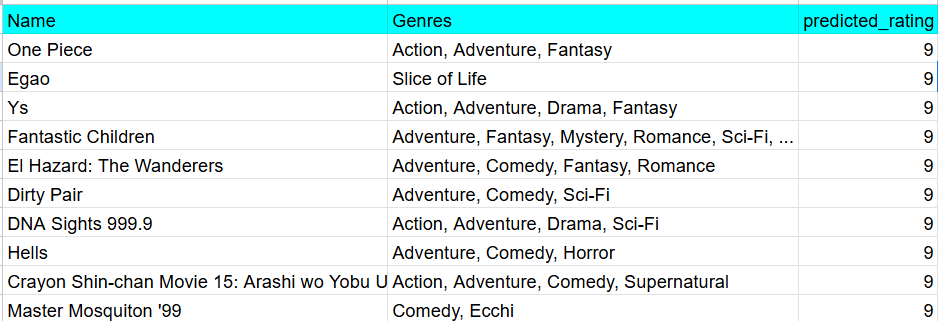 Name Genres predicted_rating
One Piece Action, Adventure, Fantasy 9
Egao Slice of Life 9
Ys Action, Adventure, Drama, Fantasy 9
Fantastic Children Adventure, Fantasy, Mystery, Romance, Sci-Fi, ... 9
El Hazard: The Wanderers Adventure, Comedy, Fantasy, Romance 9
Dirty Pair Adventure, Comedy, Sci-Fi 9
DNA Sights 999.9 Action, Adventure, Drama, Sci-Fi 9
Hells Adventure, Comedy, Horror 9
Crayon Shin-chan Movie 15: Arashi wo Yobu U Action, Adventure, Comedy, Supernatural 9
Master Mosquiton '99 Comedy, Ecchi 9